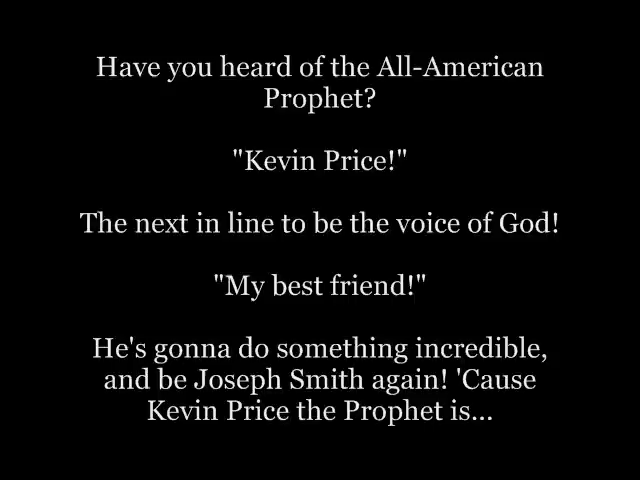 Have you heard of the All-American
Prophet?
"Kevin Price!"
The next in line to be the voice of God!
"My best friend!"
He's gonna do something incredible,
and be Joseph Smith again! 'Cause
Kevin Price the Prophet is...